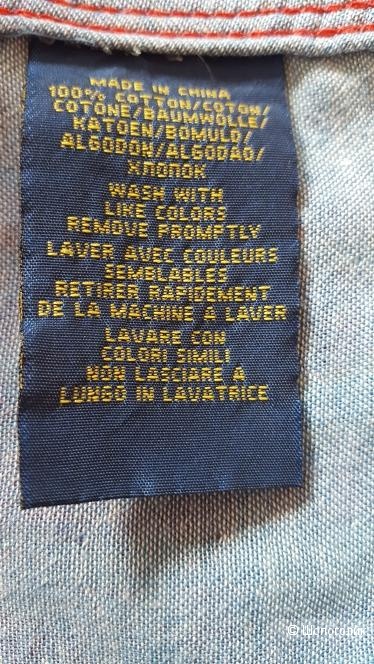 MADE IN CHINA
100% COTTON/COTON/
COTONE/BAUMWOLLE/
KATOEN/BOMULD/
ALGODON/ALGODAO/
ХЛОПОК
WASH WITH
LIKE COLORS
REMOVE PROMPTLY
LAVER AVEC COULEURS
SEMBLABLES
RETIRER RAPIDEMENT
DE LA MACHINE A LAVER
LAVARE CON
COLORI SIMILI
NON LASCIARE A
LUNGO IN LAVATRICE